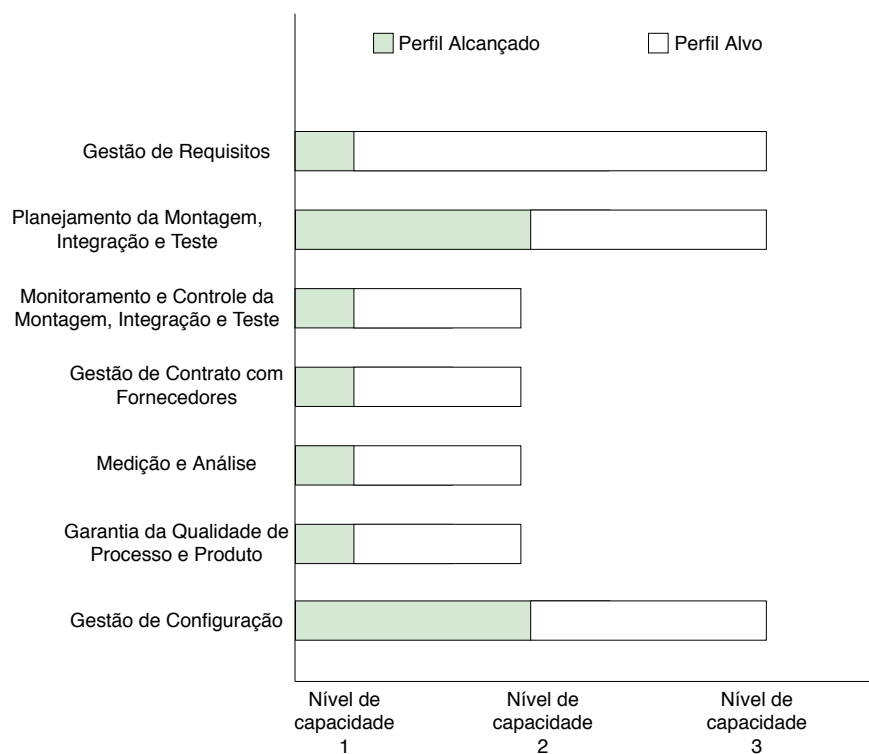 Perfil Alcançado
Perfil Alvo
Gestão de Requisitos
Planejamento da Montagem,
Integração e Teste
Monitoramento e Controle da
Montagem, Integração e Teste
Gestão de Contrato com
Fornecedores
Medição e Análise
Garantia da Qualidade de
Processo e Produto
Gestão de Configuração
Nível de
capacidade
1
Nível de
capacidade
2
Nível de
capacidade
3